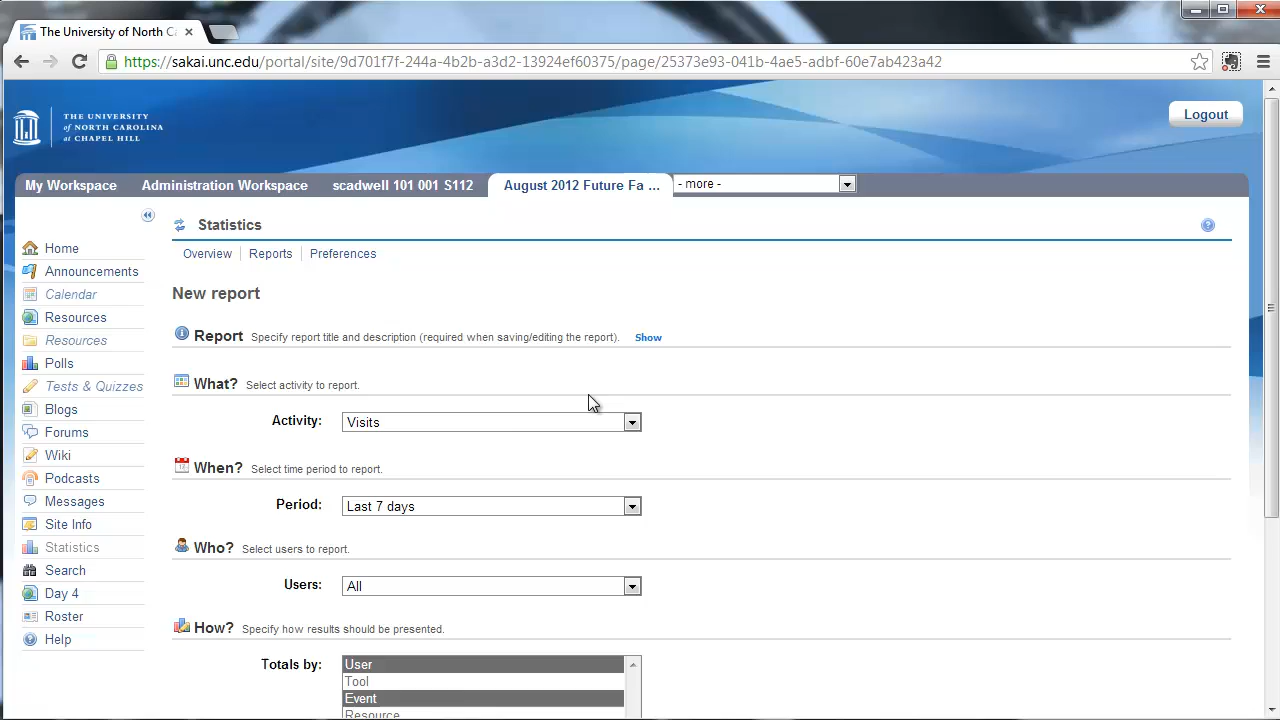 The University of North Ca
https://sakai.unc.edu/portal/site/9d701f7f-244a-4b2b-a3d2-139248f60375/page/25373e93-041b-4ae5-adbf-60e7ab423a42
THE UNIVERSITY
of NORTH CAROLINA
at CHAPEL HILL
Logout
My Workspace
Administration Workspace
scadwell 101 001 S112
August 2012 Future Fa ...
- more -
Statistics
Overview
Reports
Preferences
Home
Announcements
Calendar
Resources
Resources
Polls
Tests & Quizzes
Blogs
Forums
Wiki
Podcasts
Messages
Site Info
Statistics
Search
Day 4
Roster
Help
New report
Report Specify report title and description (required when saving/editing the report). Show
What? Select activity to report.
Activity: Visits
When? Select time period to report.
Period: Last 7 days
Who? Select users to report.
Users: All
How? Specify how results should be presented.
Totals by: User
Tool
Event
Resource